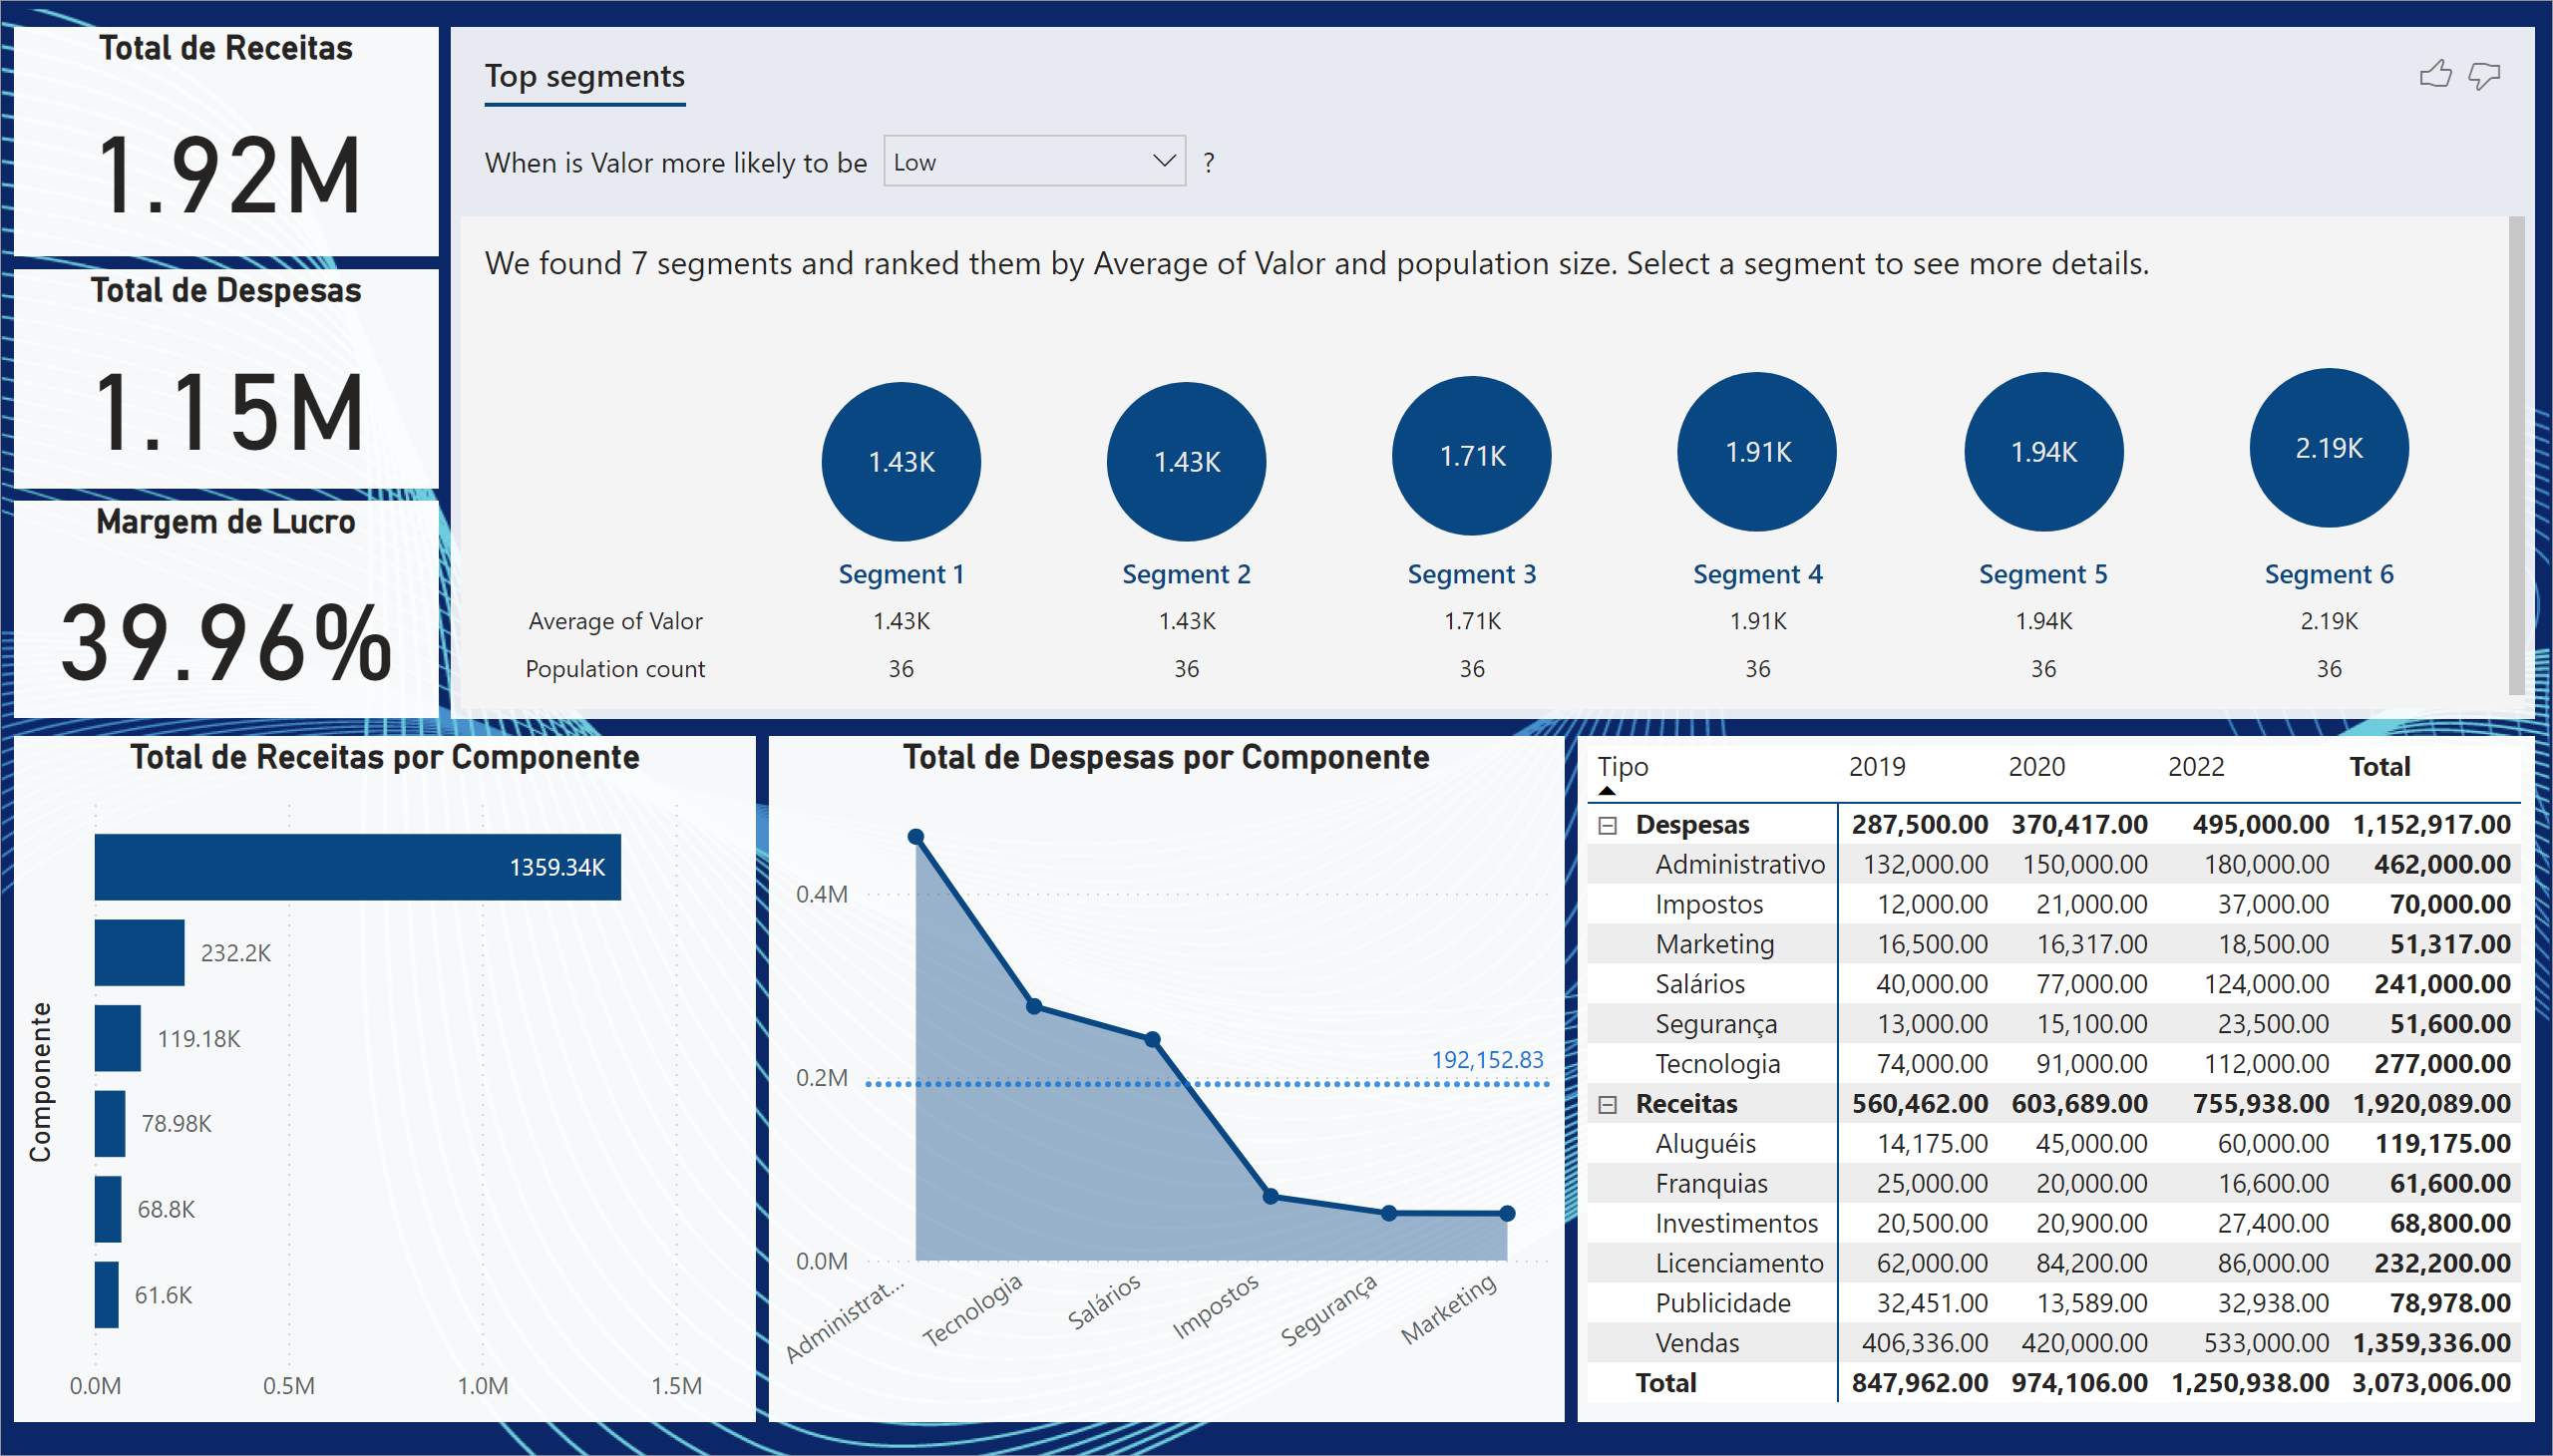 Total de Receitas
1.92M
Total de Despesas
1.15M
Margem de Lucro
39.96%
Top segments
When is Valor more likely to be Low ?
We found 7 segments and ranked them by Average of Valor and population size. Select a segment to see more details.
1.43K 1.43K 1.71K 1.91K 1.94K 2.19K
Segment 1 Segment 2 Segment 3 Segment 4 Segment 5 Segment 6
Average of Valor 1.43K 1.43K 1.71K 1.91K 1.94K 2.19K
Population count 36 36 36 36 36 36
Total de Receitas por Componente
Componente
1359.34K
232.2K
119.18K
78.98K
68.8K
61.6K
0.0M 0.5M 1.0M 1.5M
Total de Despesas por Componente
0.4M
192,152.83
0.2M
0.0M
Administrat... Tecnologia Salários Impostos Segurança Marketing
Tipo 2019 2020 2022 Total
Despesas 287,500.00 370,417.00 495,000.00 1,152,917.00
Administrativo 132,000.00 150,000.00 180,000.00 462,000.00
Impostos 12,000.00 21,000.00 37,000.00 70,000.00
Marketing 16,500.00 16,317.00 18,500.00 51,317.00
Salários 40,000.00 77,000.00 124,000.00 241,000.00
Segurança 13,000.00 15,100.00 23,500.00 51,600.00
Tecnologia 74,000.00 91,000.00 112,000.00 277,000.00
Receitas 560,462.00 603,689.00 755,938.00 1,920,089.00
Aluguéis 14,175.00 45,000.00 60,000.00 119,175.00
Franquias 25,000.00 20,000.00 16,600.00 61,600.00
Investimentos 20,500.00 20,900.00 27,400.00 68,800.00
Licenciamento 62,000.00 84,200.00 86,000.00 232,200.00
Publicidade 32,451.00 13,589.00 32,938.00 78,978.00
Vendas 406,336.00 420,000.00 533,000.00 1,359,336.00
Total 847,962.00 974,106.00 1,250,938.00 3,073,006.00